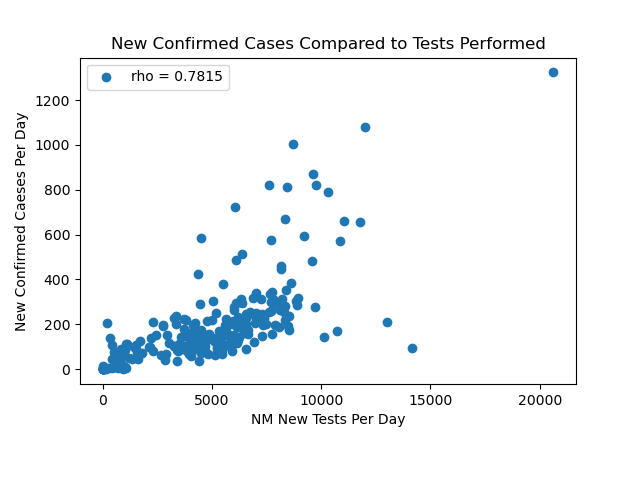 New Confirmed Cases Compared to Tests Performed
rho = 0.7815
New Confirmed Caeses Per Day
1200
1000
800
600
400
200
0
0 5000 10000 15000 20000
NM New Tests Per Day